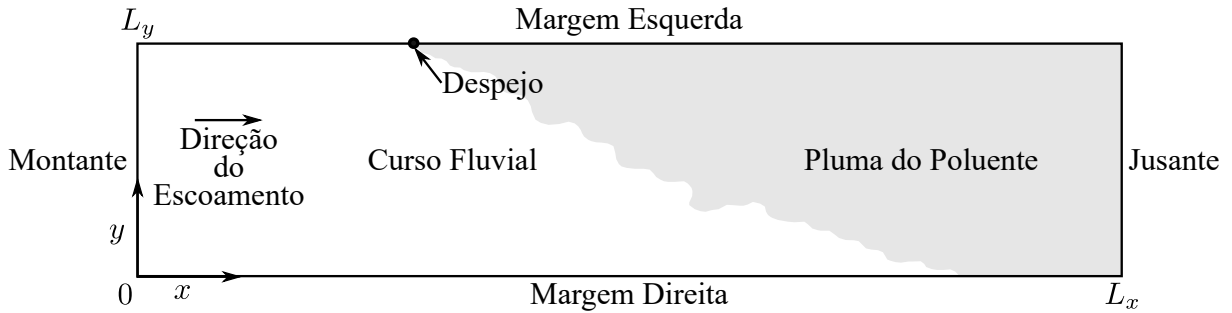 L_y
Margem Esquerda
Despejo
Direção
do
Escoamento
Montante
Curso Fluvial
Pluma do Poluente
Jusante
y
0
x
Margem Direita
L_x